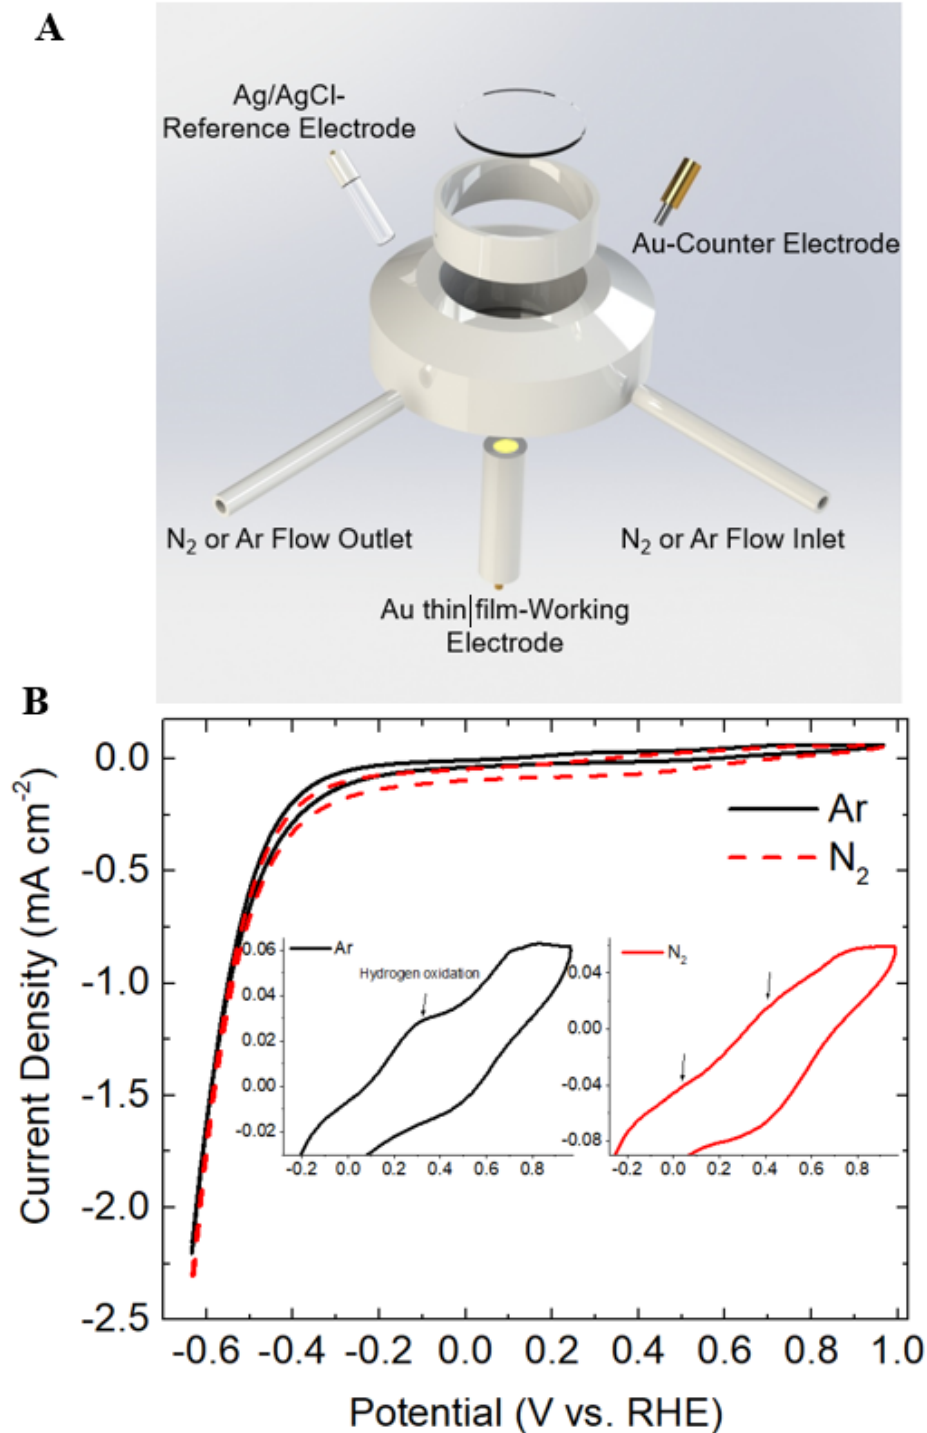 A
Ag/AgCl-
Reference Electrode
Au-Counter Electrode
N₂ or Ar Flow Outlet
N₂ or Ar Flow Inlet
Au thin film-Working
Electrode
B
Current Density (mA cm⁻²)
0.0
-0.5
-1.0
-1.5
-2.0
-2.5
Ar
N₂
0.06
0.04
0.02
0.00
-0.02
Ar
Hydrogen oxidation
-0.2 0.0 0.2 0.4 0.6 0.8
N₂
0.04
0.00
-0.04
-0.08
-0.2 0.0 0.2 0.4 0.6 0.8
-0.6 -0.4 -0.2 0.0 0.2 0.4 0.6 0.8 1.0
Potential (V vs. RHE)